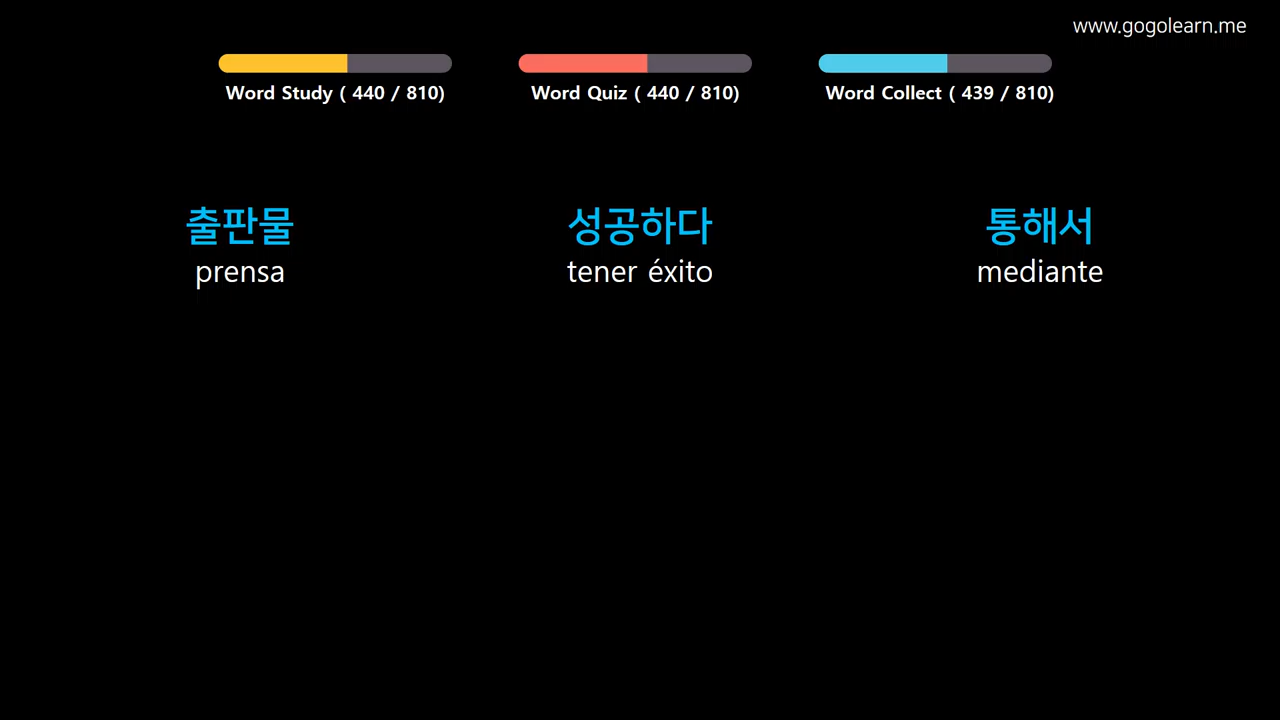 www.gogolearn.me
Word Study ( 440 / 810)
Word Quiz ( 440 / 810)
Word Collect ( 439 / 810)
출판물
prensa
성공하다
tener éxito
통해서
mediante